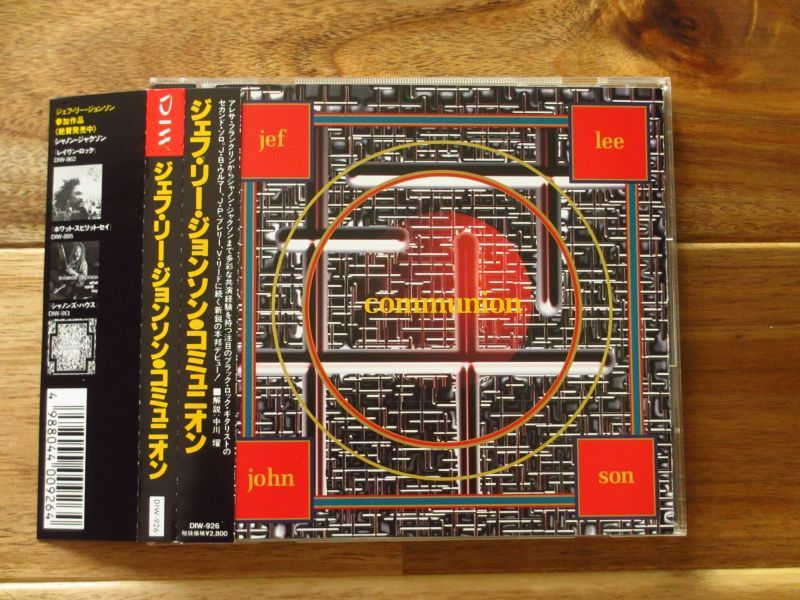 ジェフ・リー・ジョンソン
参加作品
〈絶賛発売中〉
シャノン・ジャクソン
[レイヴン・ロック]
DIW-862
[ホワット・スピリット・セイ]
DIW-895
[シャノンズ・ハウス]
DIW-913
4988044009264
DIW
ジェフ・リー・ジョンソン・コミュニオン
DIW-926
ジェフ・リー・ジョンソン・コミュニオン
アレサ・フランクリンからシャノン・ジャクソンまで多彩な共演経験を持つ注目のブラック・ロック・ギタリストの
セカンド・ソロ。J・B・ウルマー、J・P・ブレリー、V・リードに続く新鋭の本邦デビュー!
■解説:中川 燿
DIW-926
税抜価格¥2,800
jef
lee
communion
john
son